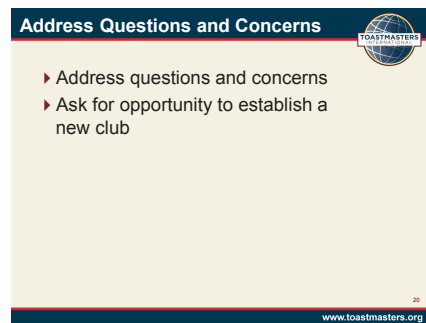 Address Questions and Concerns
TOASTMASTERS
INTERNATIONAL
Address questions and concerns
Ask for opportunity to establish a
new club
20
www.toastmasters.org